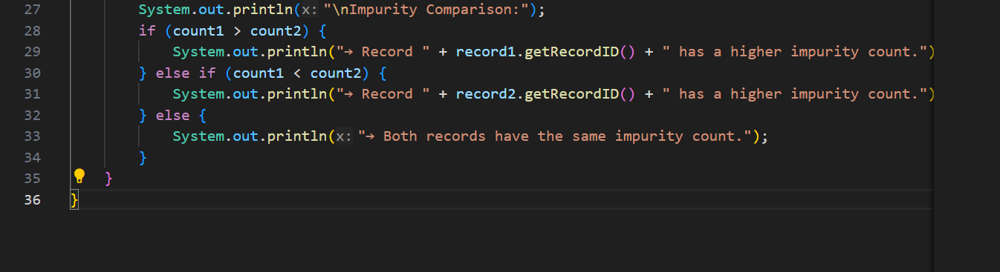 27 System.out.println(x: "\nImpurity Comparison:");
28 if (count1 > count2) {
29 System.out.println("→ Record " + record1.getRecordID() + " has a higher impurity count.")
30 } else if (count1 < count2) {
31 System.out.println("→ Record " + record2.getRecordID() + " has a higher impurity count.")
32 } else {
33 System.out.println(x: "→ Both records have the same impurity count.");
34 }
35 }
36 }